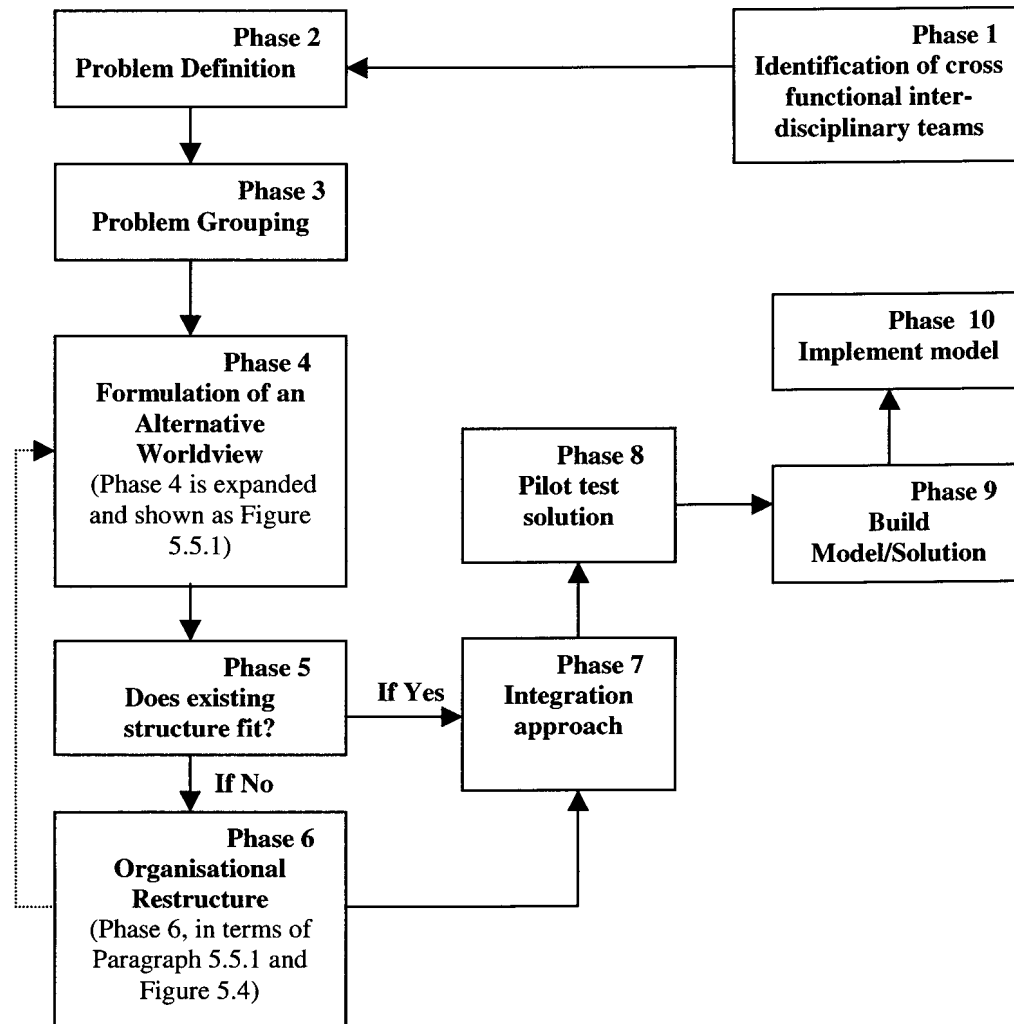 Phase 1
Identification of cross
functional inter-
disciplinary teams
Phase 2
Problem Definition
Phase 3
Problem Grouping
Phase 4
Formulation of an
Alternative
Worldview
(Phase 4 is expanded
and shown as Figure
5.5.1)
Phase 5
Does existing
structure fit?
If Yes
If No
Phase 6
Organisational
Restructure
(Phase 6, in terms of
Paragraph 5.5.1 and
Figure 5.4)
Phase 7
Integration
approach
Phase 8
Pilot test
solution
Phase 9
Build
Model/Solution
Phase 10
Implement model